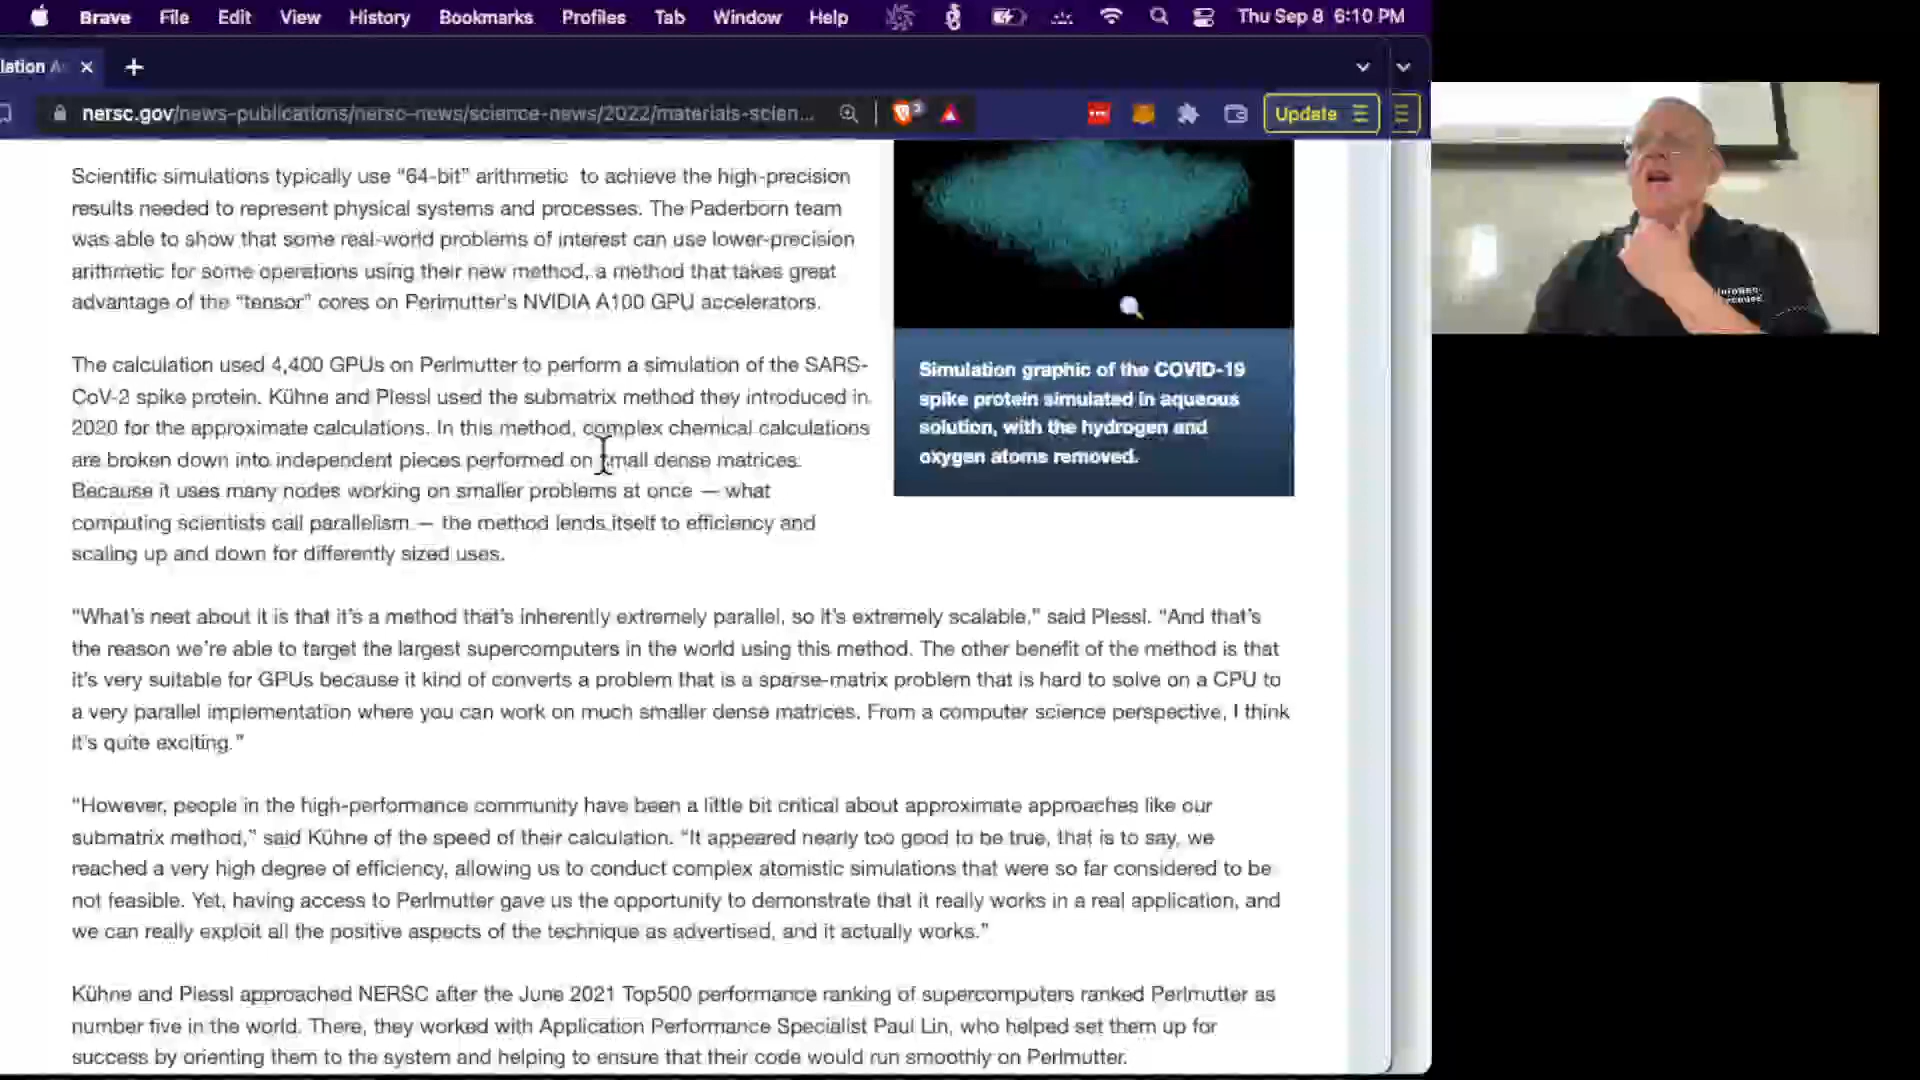 Brave File Edit View History Bookmarks Profiles Tab Window Help Thu Sep 8 6:10 PM
lation A
nersc.gov/news-publications/nersc-news/science-news/2022/materials-scien... 3 Update
Scientific simulations typically use “64-bit” arithmetic to achieve the high-precision
results needed to represent physical systems and processes. The Paderborn team
was able to show that some real-world problems of interest can use lower-precision
arithmetic for some operations using their new method, a method that takes great
advantage of the “tensor” cores on Perlmutter’s NVIDIA A100 GPU accelerators.
The calculation used 4,400 GPUs on Perlmutter to perform a simulation of the SARS-
CoV-2 spike protein. Kühne and Plessl used the submatrix method they introduced in
2020 for the approximate calculations. In this method, complex chemical calculations
are broken down into independent pieces performed on small dense matrices.
Because it uses many nodes working on smaller problems at once — what
computing scientists call parallelism — the method lends itself to efficiency and
scaling up and down for differently sized uses.
Simulation graphic of the COVID-19
spike protein simulated in aqueous
solution, with the hydrogen and
oxygen atoms removed.
“What’s neat about it is that it’s a method that’s inherently extremely parallel, so it’s extremely scalable,” said Plessl. “And that’s
the reason we’re able to target the largest supercomputers in the world using this method. The other benefit of the method is that
it’s very suitable for GPUs because it kind of converts a problem that is a sparse-matrix problem that is hard to solve on a CPU to
a very parallel implementation where you can work on much smaller dense matrices. From a computer science perspective, I think
it’s quite exciting.”
“However, people in the high-performance community have been a little bit critical about approximate approaches like our
submatrix method,” said Kühne of the speed of their calculation. “It appeared nearly too good to be true, that is to say, we
reached a very high degree of efficiency, allowing us to conduct complex atomistic simulations that were so far considered to be
not feasible. Yet, having access to Perlmutter gave us the opportunity to demonstrate that it really works in a real application, and
we can really exploit all the positive aspects of the technique as advertised, and it actually works.”
Kühne and Plessl approached NERSC after the June 2021 Top500 performance ranking of supercomputers ranked Perlmutter as
number five in the world. There, they worked with Application Performance Specialist Paul Lin, who helped set them up for
success by orienting them to the system and helping to ensure that their code would run smoothly on Perlmutter.